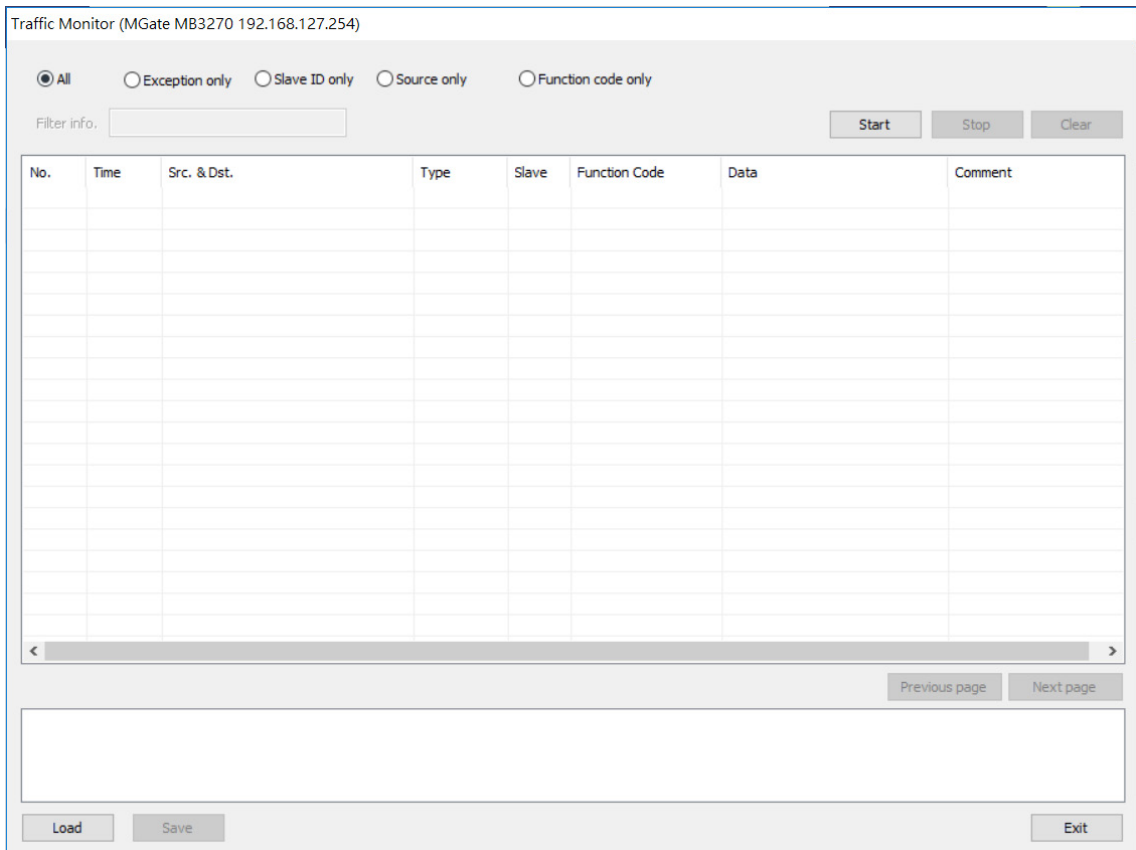 Traffic Monitor (MGate MB3270 192.168.127.254)
All Exception only Slave ID only Source only Function code only
Filter info. Start Stop Clear
No. Time Src. & Dst. Type Slave Function Code Data Comment
Previous page Next page
Load Save Exit